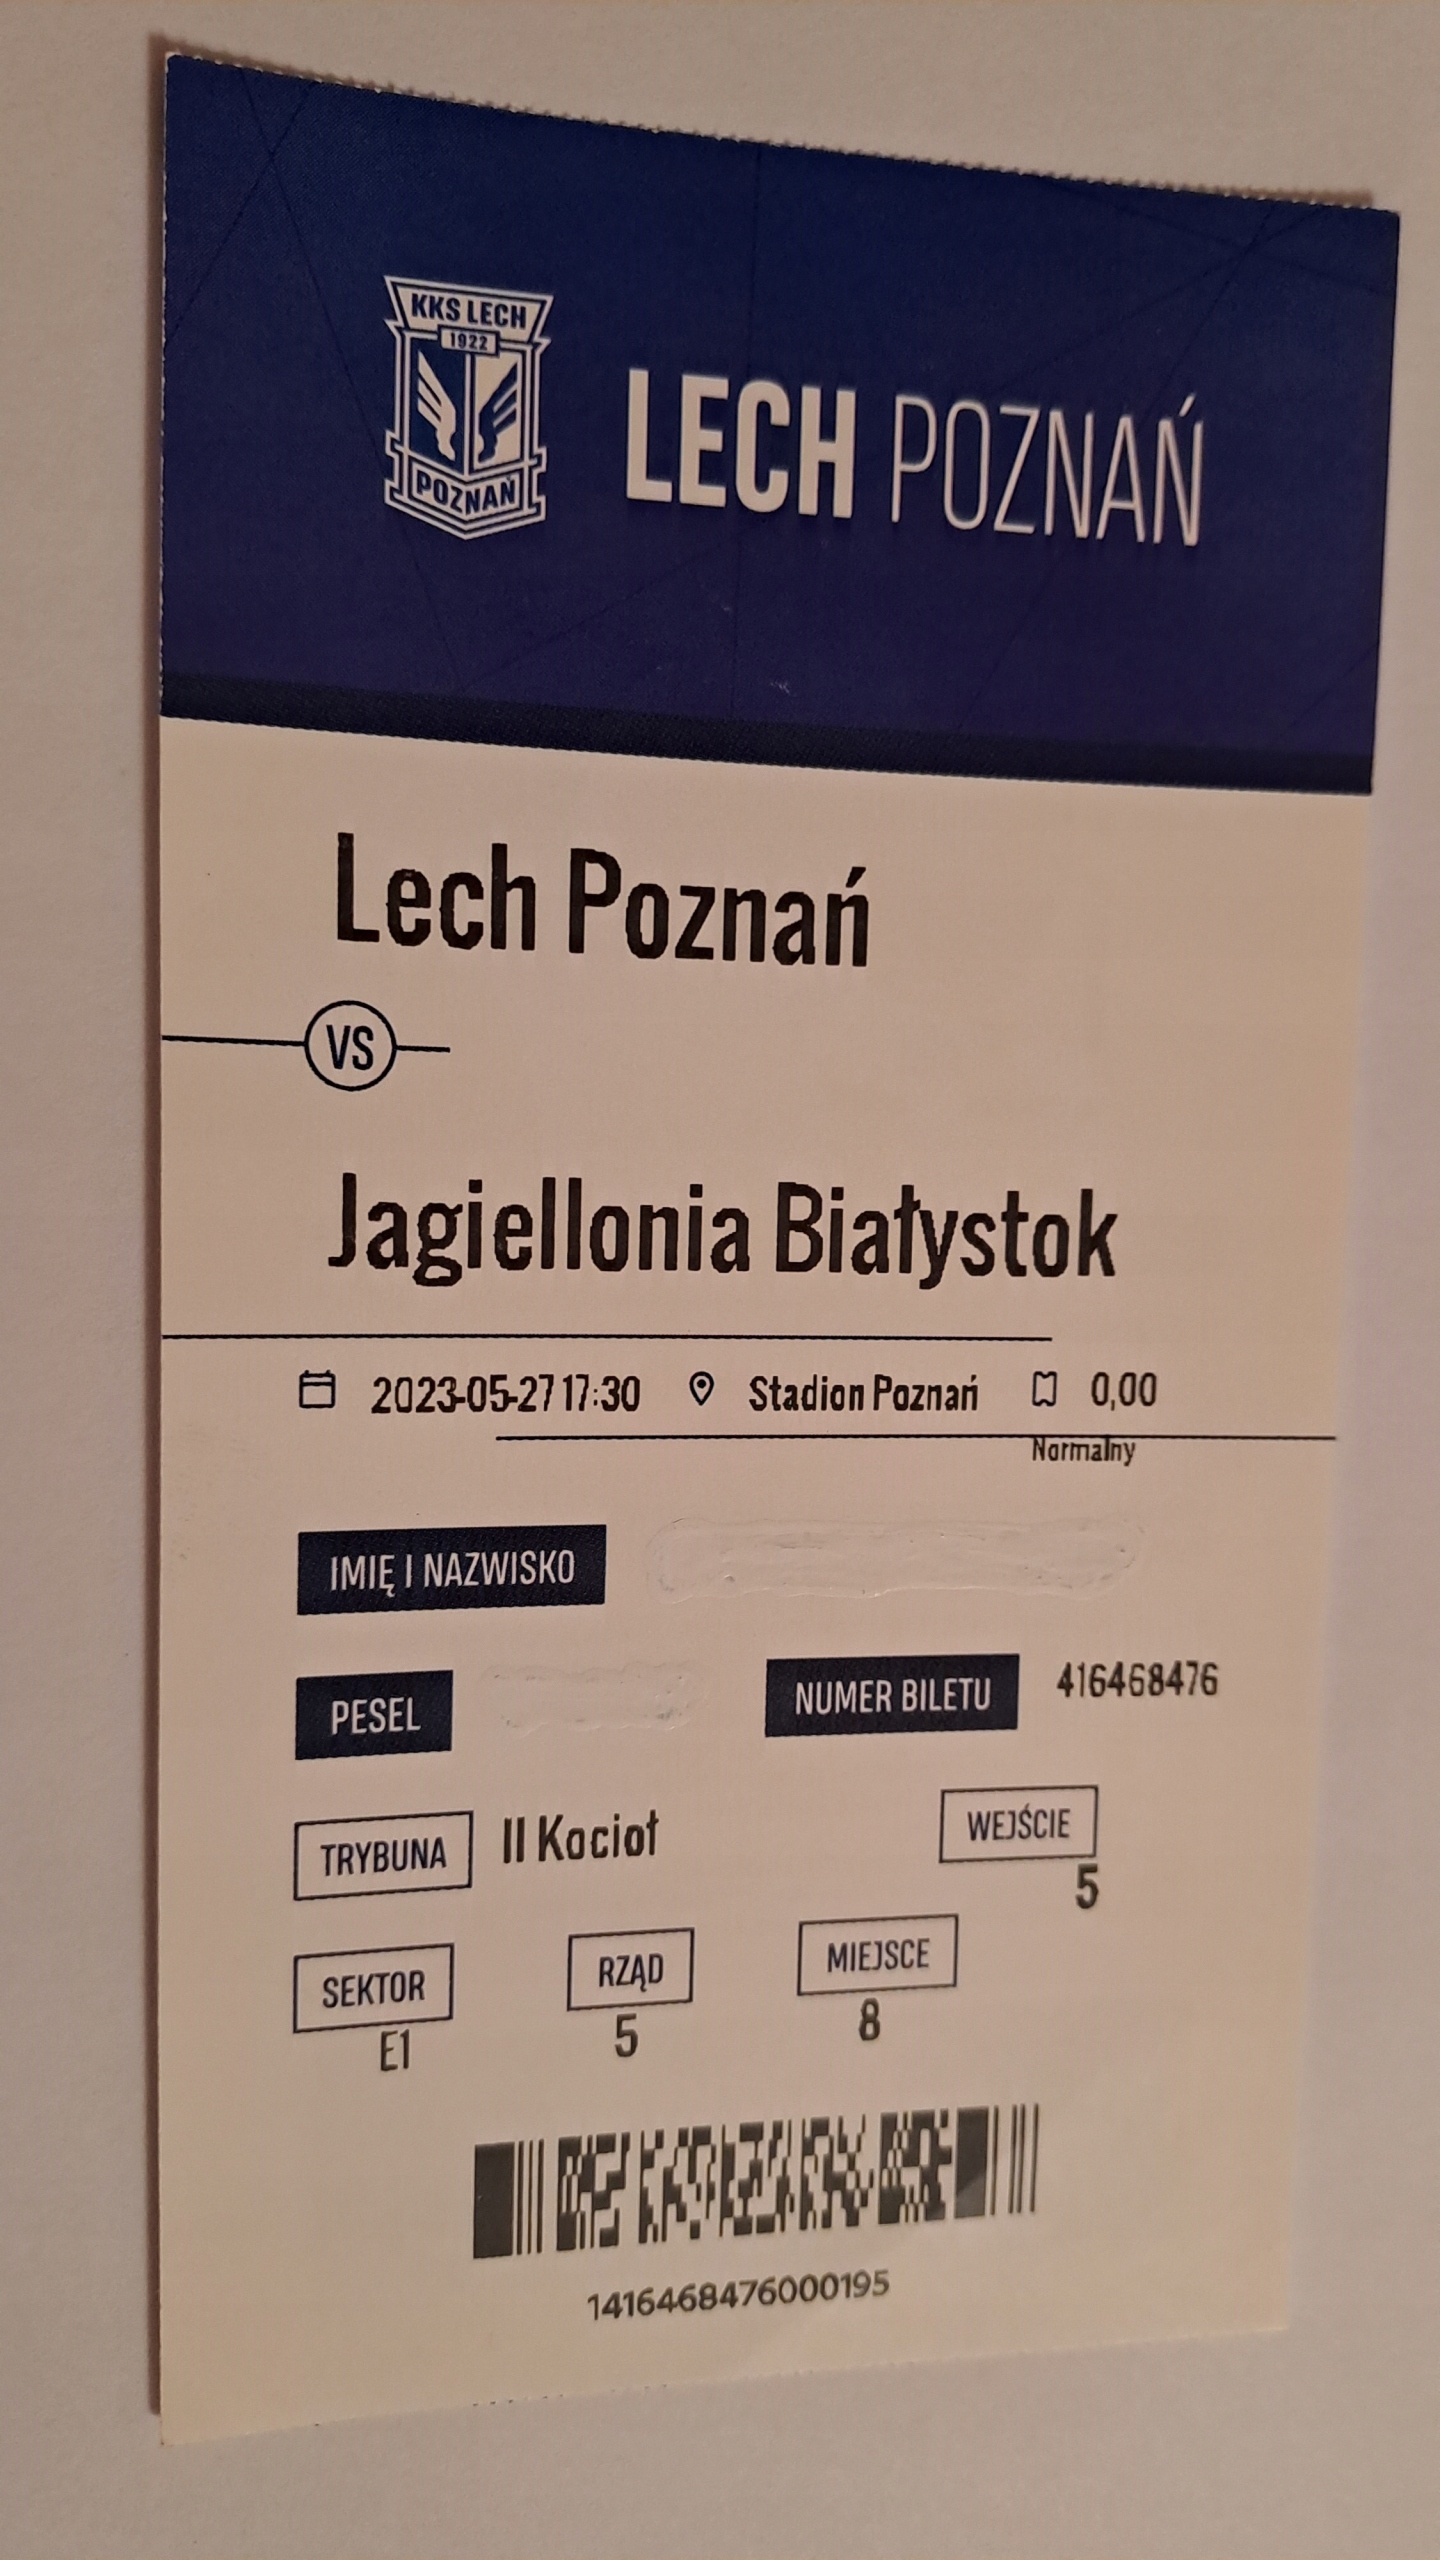 KKS LECH
1922
POZNAŃ
LECH POZNAŃ
Lech Poznań
VS
Jagiellonia Białystok
2023-05-27 17:30 Stadion Poznań 0,00
Normalny
IMIĘ I NAZWISKO
PESEL NUMER BILETU 416468476
TRYBUNA II Kocioł WEJŚCIE
5
SEKTOR RZĄD MIEJSCE
E1 5 8
1416468476000195